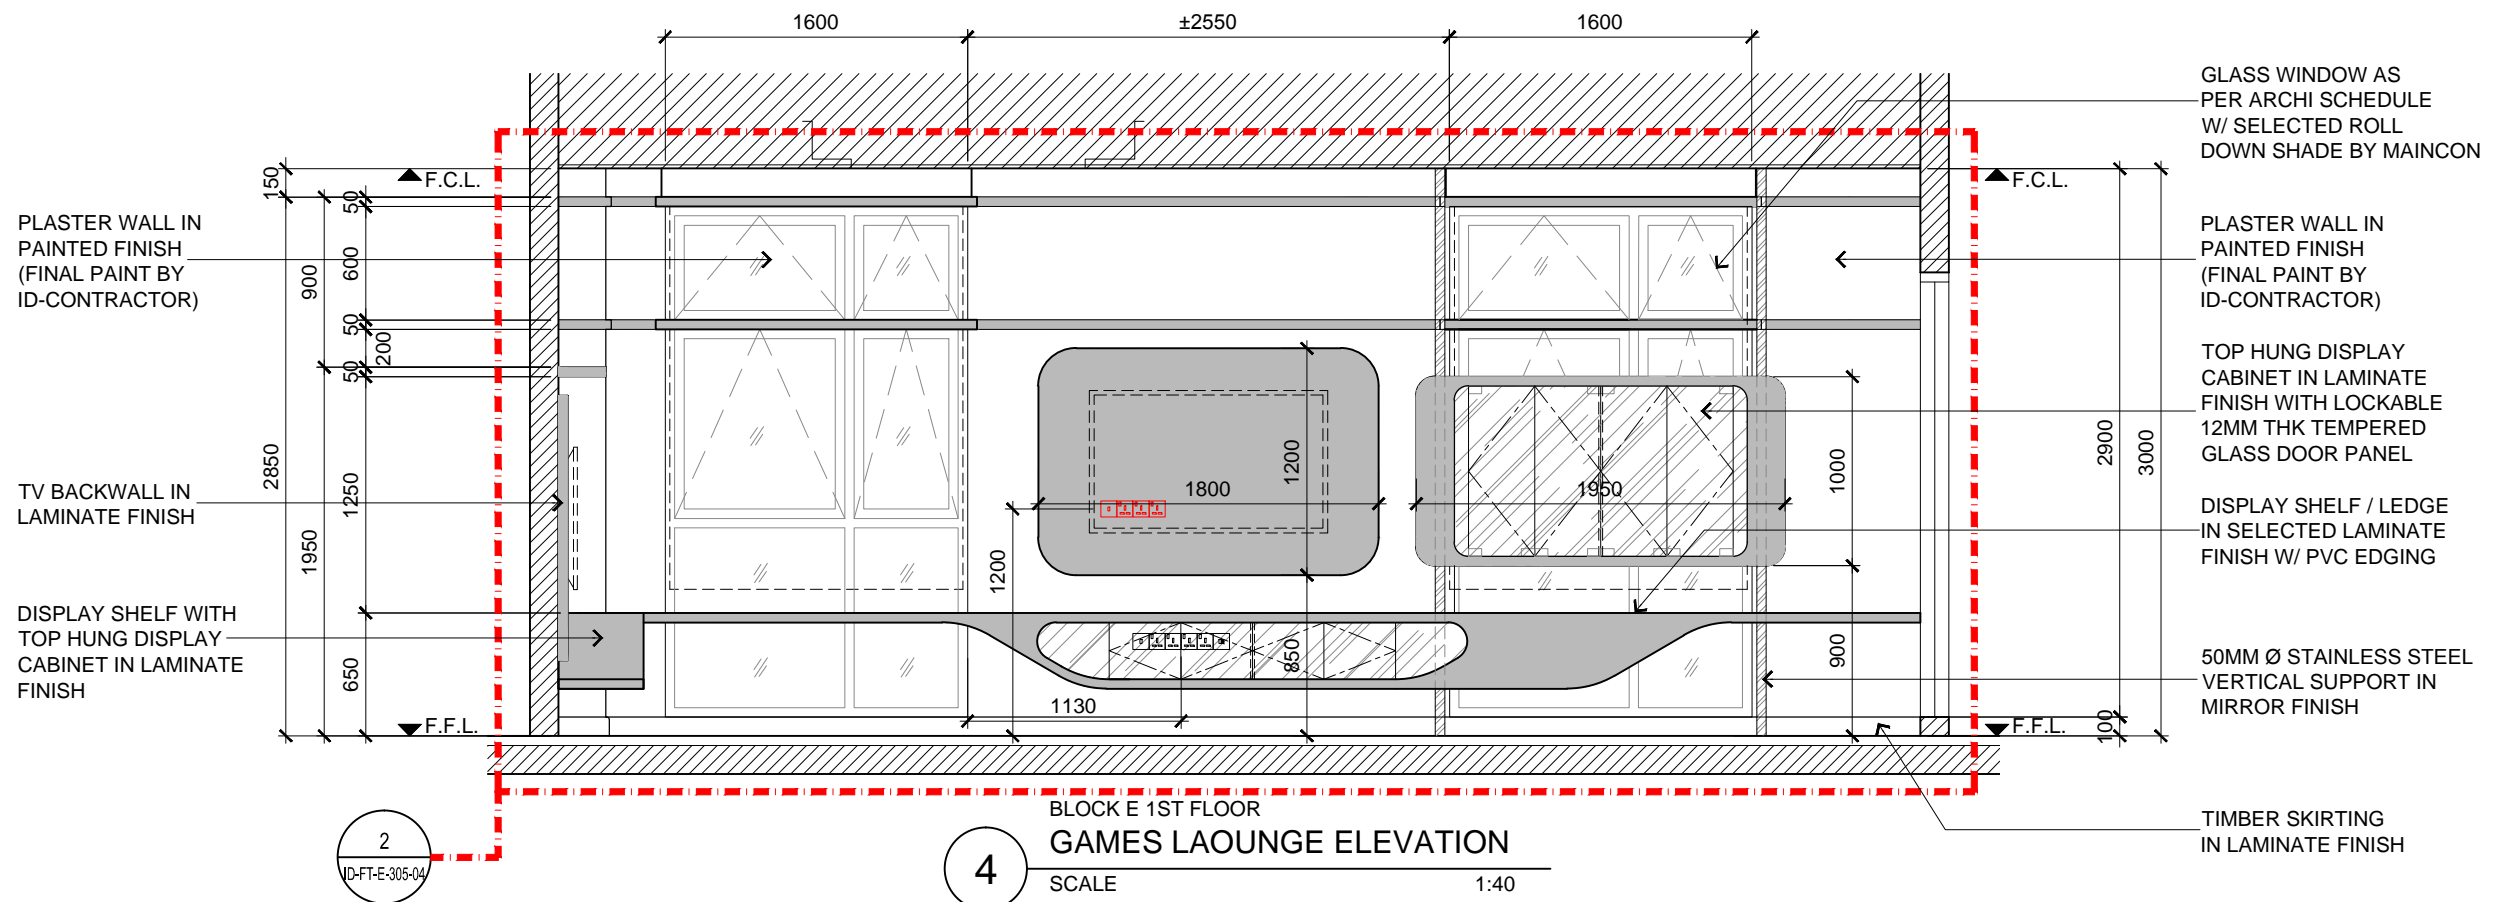 1600
±2550
1600
GLASS WINDOW AS
PER ARCHI SCHEDULE
W/ SELECTED ROLL
DOWN SHADE BY MAINCON
150
F.C.L.
F.C.L.
50
PLASTER WALL IN
PAINTED FINISH
(FINAL PAINT BY
ID-CONTRACTOR)
PLASTER WALL IN
PAINTED FINISH
(FINAL PAINT BY
ID-CONTRACTOR)
900
600
50
200
50
TOP HUNG DISPLAY
CABINET IN LAMINATE
FINISH WITH LOCKABLE
12MM THK TEMPERED
GLASS DOOR PANEL
2850
1250
1200
1800
1950
1000
2900
3000
TV BACKWALL IN
LAMINATE FINISH
DISPLAY SHELF / LEDGE
IN SELECTED LAMINATE
FINISH W/ PVC EDGING
1950
1200
DISPLAY SHELF WITH
TOP HUNG DISPLAY
CABINET IN LAMINATE
FINISH
650
850
900
50MM Ø STAINLESS STEEL
VERTICAL SUPPORT IN
MIRROR FINISH
1130
F.F.L.
F.F.L.
100
TIMBER SKIRTING
IN LAMINATE FINISH
2
ID-FT-E-305-04
BLOCK E 1ST FLOOR
4
GAMES LAOUNGE ELEVATION
SCALE
1:40